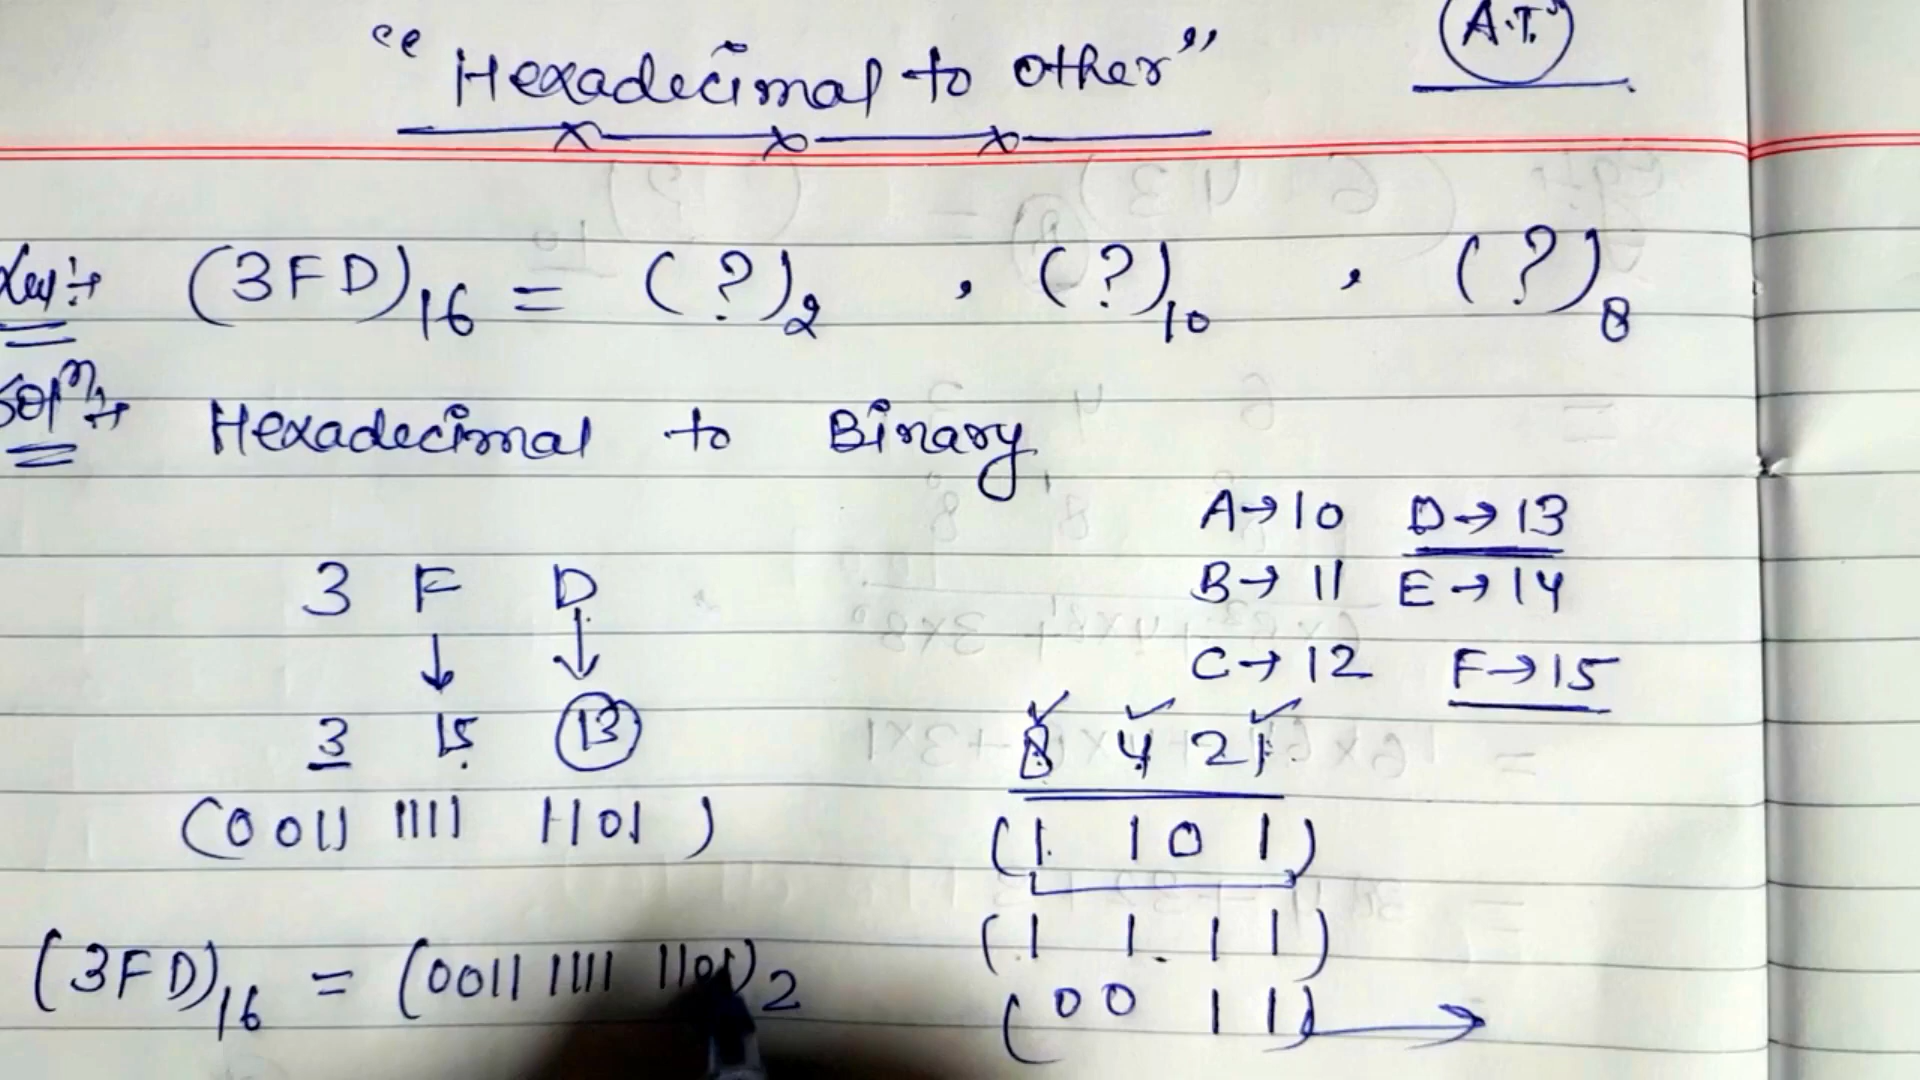 "Hexadecimal to other"
A.T.
(3FD)16 = (?)2 , (?)10 , (?)8
Solⁿ:→ Hexadecimal to Binary
A→10 D→13
B→11 E→14
C→12 F→15
3 F D
↓ ↓
3 15 13
(0011 1111 1101)
8 4 2 1
(1 1 0 1)
(1 1 1 1)
(0 0 1 1)→
(3FD)16 = (0011 1111 1101)2